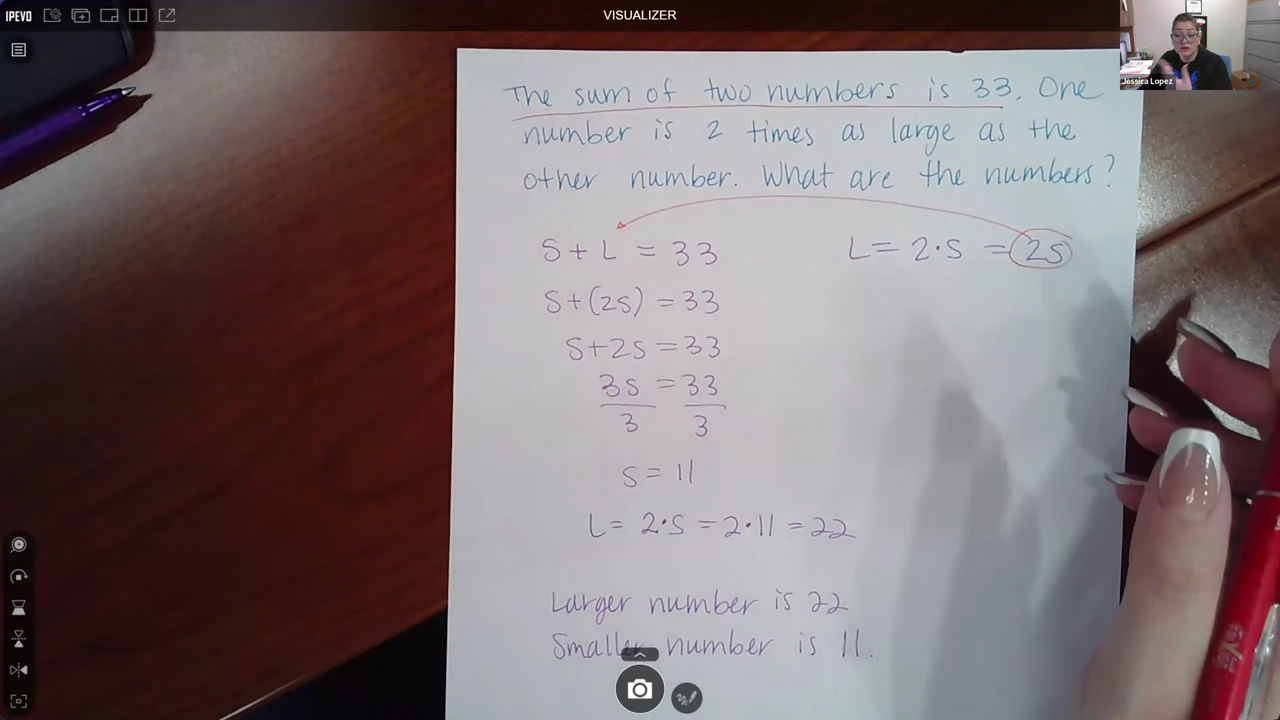 IPEVO
VISUALIZER
Jessica Lopez
The sum of two numbers is 33. One
number is 2 times as large as the
other number. What are the numbers?
S + L = 33
L = 2·S = 2S
S + (2S) = 33
S + 2S = 33
3S = 33
3 3
S = 11
L = 2·S = 2·11 = 22
Larger number is 22
Smaller number is 11.